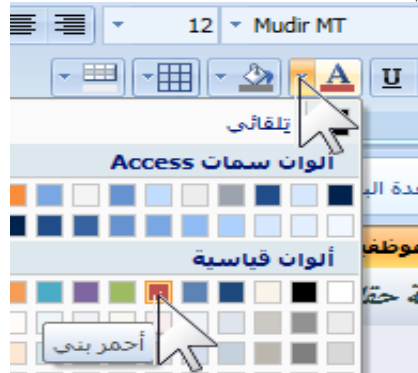 Mudir MT 12
U A
تلقائي
ألوان سمات Access
ألوان قياسية
أحمر بني